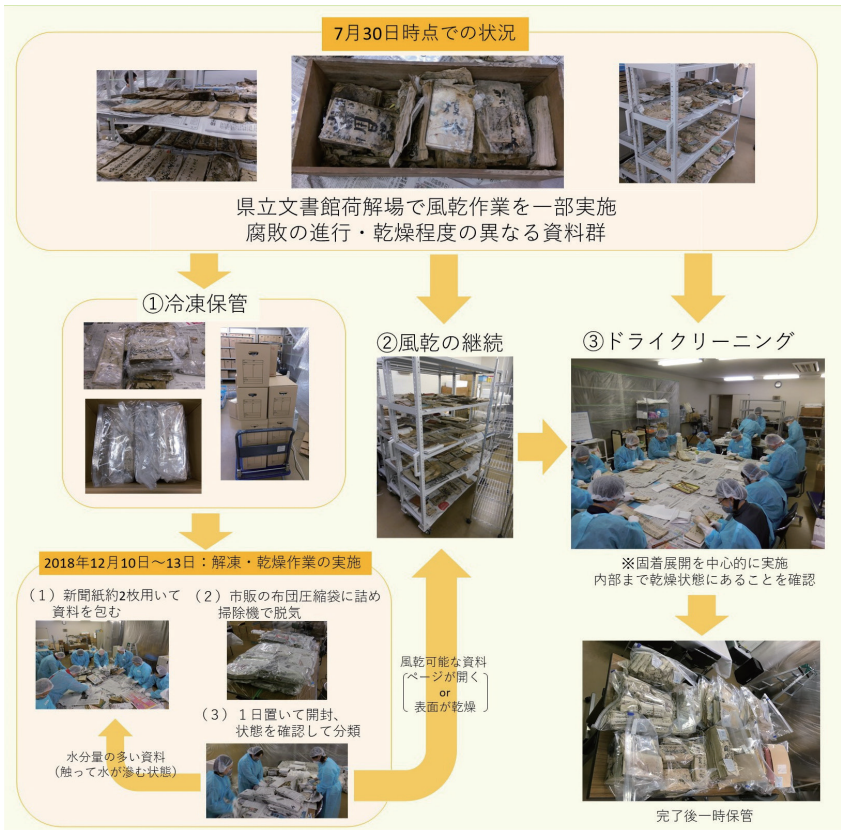 7月30日時点での状況
県立文書館荷解場で風乾作業を一部実施
腐敗の進行・乾燥程度の異なる資料群
①冷凍保管
②風乾の継続
③ドライクリーニング
※固着展開を中心的に実施
内部まで乾燥状態にあることを確認
2018年12月10日～13日：解凍・乾燥作業の実施
（１）新聞紙約2枚用いて
資料を包む
（２）市販の布団圧縮袋に詰め
掃除機で脱気
（３）１日置いて開封、
状態を確認して分類
水分量の多い資料
（触って水が滲む状態）
風乾可能な資料
ページが開く
or
表面が乾燥
完了後一時保管